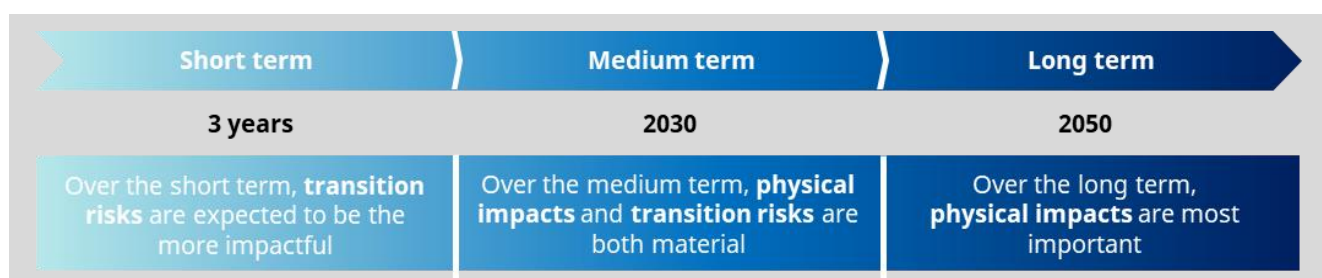 Short term
Medium term
Long term
3 years
2030
2050
Over the short term, transition
risks are expected to be the
more impactful
Over the medium term, physical
impacts and transition risks are
both material
Over the long term,
physical impacts are most
important